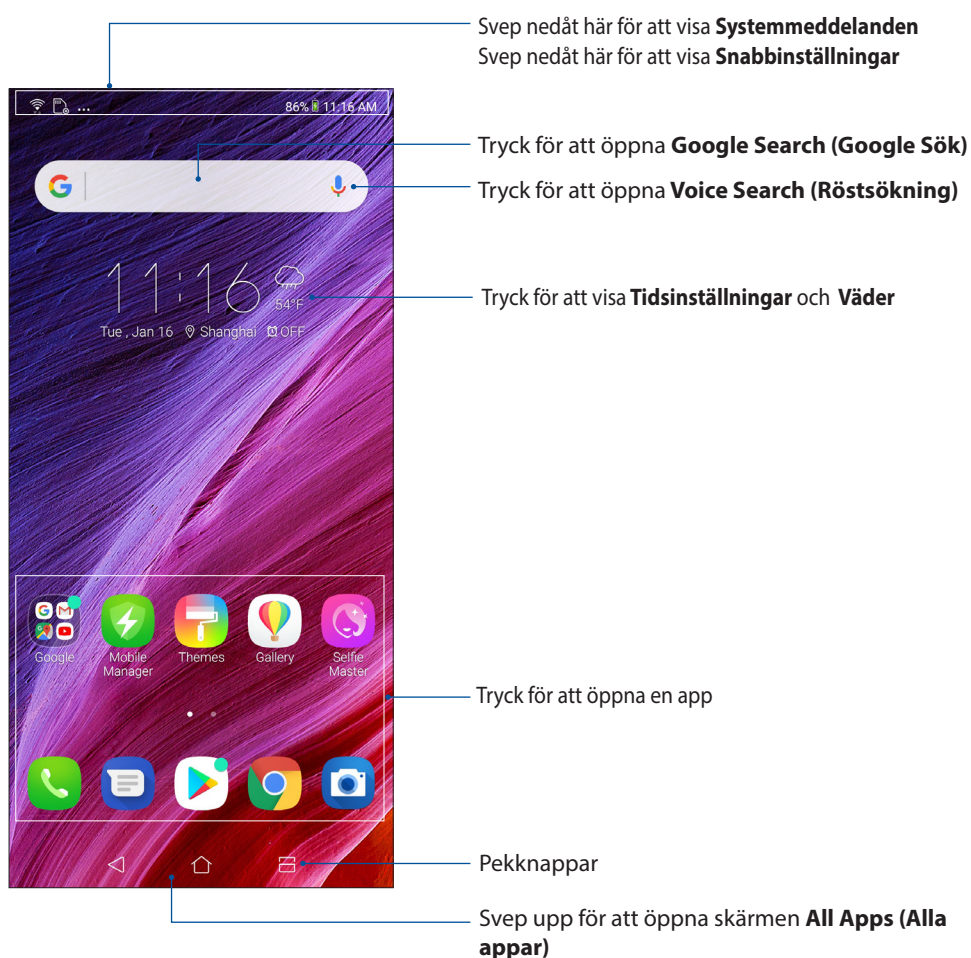 Svep nedåt här för att visa Systemmeddelanden
Svep nedåt här för att visa Snabbinställningar
... 86% 11:16 AM
Tryck för att öppna Google Search (Google Sök)
G
Tryck för att öppna Voice Search (Röstsökning)
11:16
54°F
Tryck för att visa Tidsinställningar och Väder
Tue , Jan 16 Shanghai OFF
Google Mobile Manager Themes Gallery Selfie Master
Tryck för att öppna en app
Pekknappar
Svep upp för att öppna skärmen All Apps (Alla
appar)